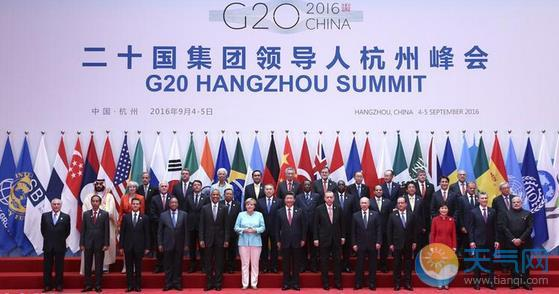 G20 2016
CHINA
二十国集团领导人杭州峰会
G20 HANGZHOU SUMMIT
中国·杭州 2016年9月4-5日
HANGZHOU, CHINA 4-5 SEPTEMBER 2016
天气网
www.tianqi.com